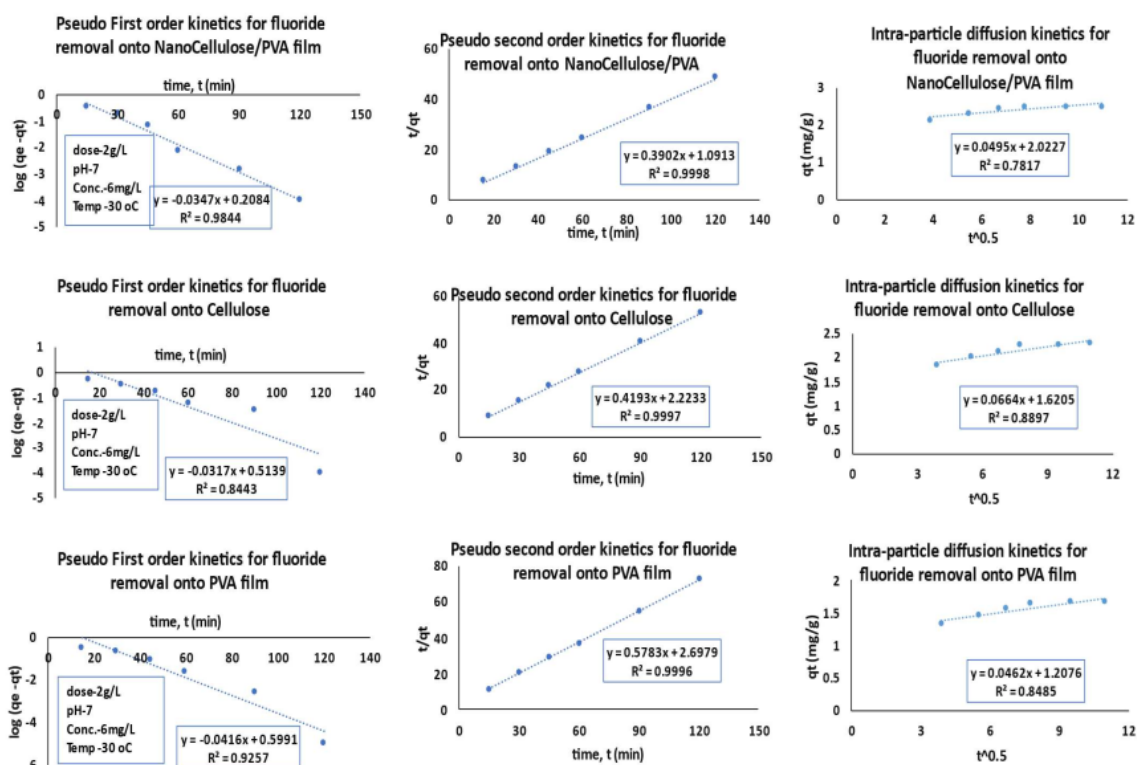 Pseudo First order kinetics for fluoride
removal onto NanoCellulose/PVA film
time, t (min)
0
-1
-2
-3
-4
-5
0
30
60
90
120
150
log (qe -qt)
dose-2g/L
pH-7
Conc.-6mg/L
Temp -30 oC
y = -0.0347x + 0.2084
R² = 0.9844
Pseudo second order kinetics for fluoride
removal onto NanoCellulose/PVA
60
40
20
0
t/qt
y = 0.3902x + 1.0913
R² = 0.9998
0 20 40 60 80 100 120 140
time, t (min)
Intra-particle diffusion kinetics for
fluoride removal onto
NanoCellulose/PVA film
3
2
1
0
qt (mg/g)
y = 0.0495x + 2.0227
R² = 0.7817
0 2 4 6 8 10 12
t^0.5
Pseudo First order kinetics for fluoride
removal onto Cellulose
time, t (min)
1
0
-1
-2
-3
-4
-5
0 20 40 60 80 100 120 140
log (qe -qt)
dose-2g/L
pH-7
Conc.-6mg/L
Temp -30 oC
y = -0.0317x + 0.5139
R² = 0.8443
Pseudo second order kinetics for fluoride
removal onto Cellulose
60
40
20
0
t/qt
y = 0.4193x + 2.2233
R² = 0.9997
0 30 60 90 120 150
time, t (min)
Intra-particle diffusion kinetics for
fluoride removal onto Cellulose
2.5
2
1.5
1
0.5
0
qt (mg/g)
y = 0.0664x + 1.6205
R² = 0.8897
0 3 6 9 12
t^0.5
Pseudo First order kinetics for fluoride
removal onto PVA film
time, t (min)
0
-2
-4
0 20 40 60 80 100 120 140
log (qe -qt)
dose-2g/L
pH-7
Conc.-6mg/L
Temp -30 oC
y = -0.0416x + 0.5991
R² = 0.9257
Pseudo second order kinetics for fluoride
removal onto PVA film
80
60
40
20
0
t/qt
y = 0.5783x + 2.6979
R² = 0.9996
0 30 60 90 120 150
time, t (min)
Intra-particle diffusion kinetics for
fluoride removal onto PVA film
2
1.5
1
0.5
0
qt (mg/g)
y = 0.0462x + 1.2076
R² = 0.8485
0 3 6 9 12
t^0.5